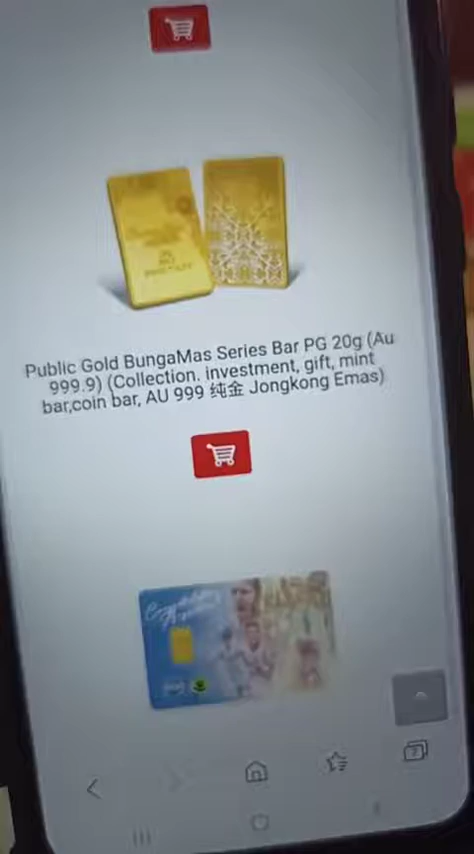 Public Gold BungaMas Series Bar PG 20g (Au
999.9) (Collection. investment, gift, mint
bar,coin bar, AU 999 纯金 Jongkong Emas)